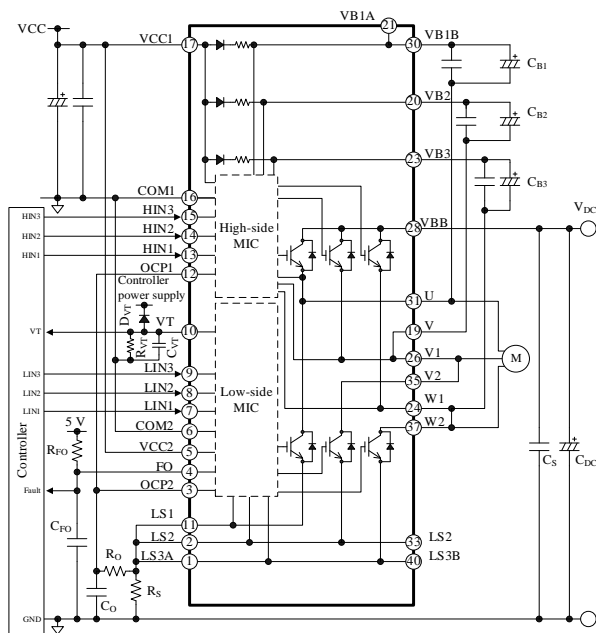 VB1A
21
VCC
VCC1
17
30
VB1B
CB1
20
VB2
CB2
23
VB3
CB3
COM1
16
HIN3
HIN3
15
HIN2
HIN2
14
HIN1
HIN1
13
OCP1
12
High-side
MIC
28
VBB
VDC
Controller
power supply
DVT
VT
VT
10
RVT
CVT
31
U
19
V
26
V1
35
V2
24
W1
37
W2
M
LIN3
LIN3
9
LIN2
LIN2
8
LIN1
LIN1
7
Low-side
MIC
COM2
6
5 V
VCC2
5
RFO
FO
4
Controller
Fault
OCP2
3
CS
CDC
CFO
LS1
11
LS2
2
33
LS2
LS3A
1
40
LS3B
RO
RS
CO
GND